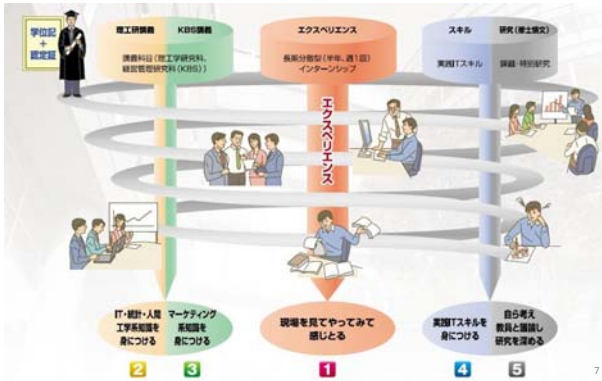 学位記
+
認定証
理工研講義
KBS講義
講義科目(理工学研究科、
経営管理研究科(KBS))
エクスペリエンス
長期分散型(半年、週1回)
インターンシップ
スキル
研究(修士論文)
実践ITスキル
課題・特別研究
エクスペリエンス
IT・統計・人間
工学系知識を
身につける
マーケティング
系知識を
身につける
現場を見てやってみて
感じとる
実践ITスキルを
身につける
自ら考え
教員と議論し
研究を深める
2
3
1
4
5
7